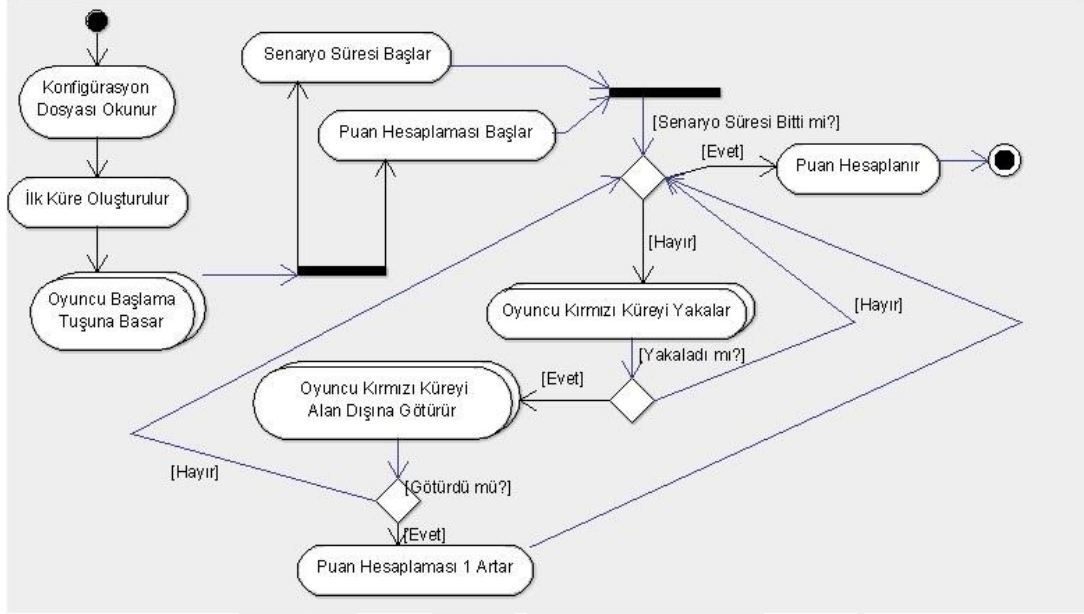 Konfigürasyon
Dosyası Okunur
İlk Küre Oluşturulur
Oyuncu Başlama
Tuşuna Basar
Senaryo Süresi Başlar
Puan Hesaplaması Başlar
[Senaryo Süresi Bitti mi?]
[Evet]
Puan Hesaplanır
[Hayır]
Oyuncu Kırmızı Küreyi Yakalar
[Hayır]
[Yakaladı mı?]
[Evet]
Oyuncu Kırmızı Küreyi
Alan Dışına Götürür
[Hayır]
[Götürdü mü?]
[Evet]
Puan Hesaplaması 1 Artar